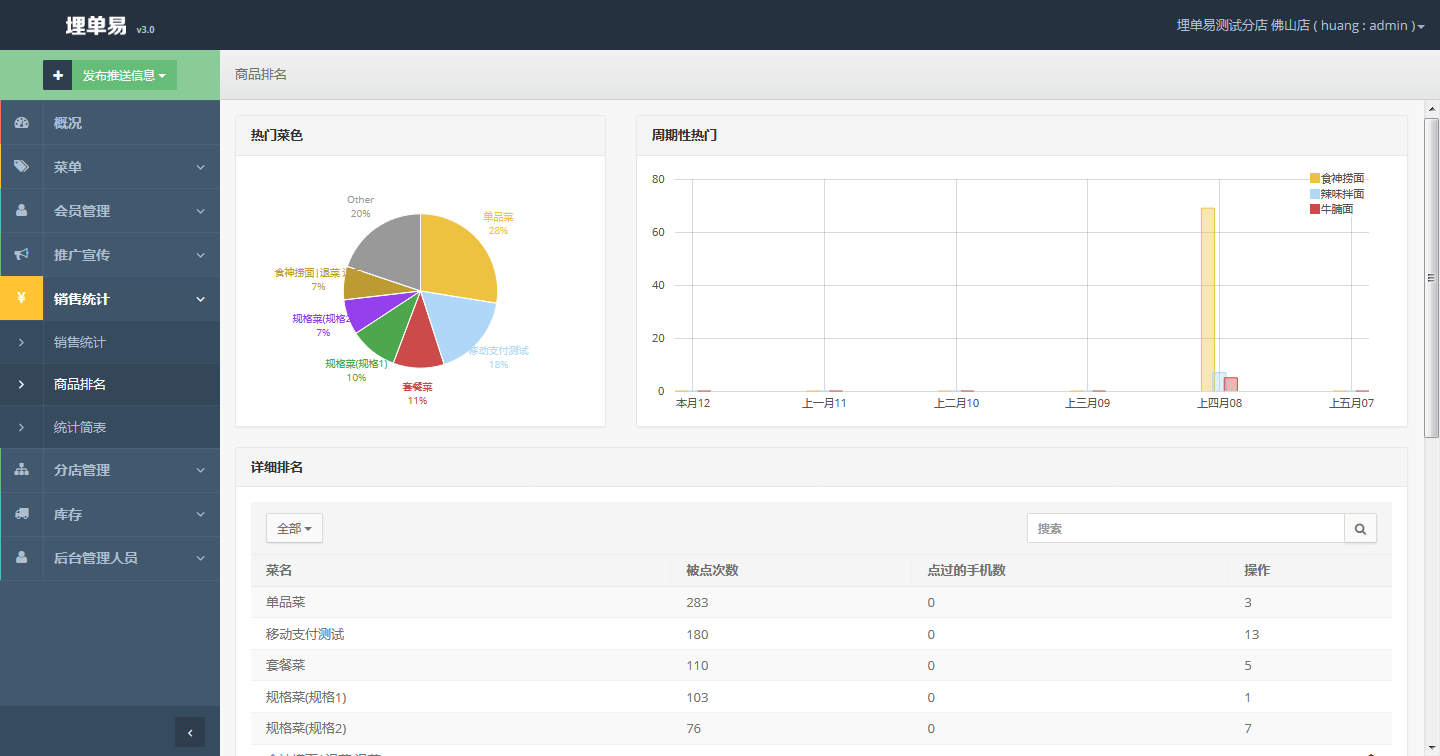 埋单易 v3.0
埋单易测试分店 佛山店 ( huang : admin )
发布推送信息
商品排名
概况
菜单
会员管理
推广宣传
¥ 销售统计
销售统计
商品排名
统计简表
分店管理
库存
后台管理人员
热门菜色
Other
20%
单品菜
28%
食神捞面|退菜
7%
规格菜(规格2
7%
移动支付测试
18%
规格菜(规格1)
10%
套餐菜
11%
周期性热门
80
60
40
20
0
食神捞面
辣味拌面
牛腩面
本月12 上一月11 上二月10 上三月09 上四月08 上五月07
详细排名
全部 搜索
菜名 被点次数 点过的手机数 操作
单品菜 283 0 3
移动支付测试 180 0 13
套餐菜 110 0 5
规格菜(规格1) 103 0 1
规格菜(规格2) 76 0 7